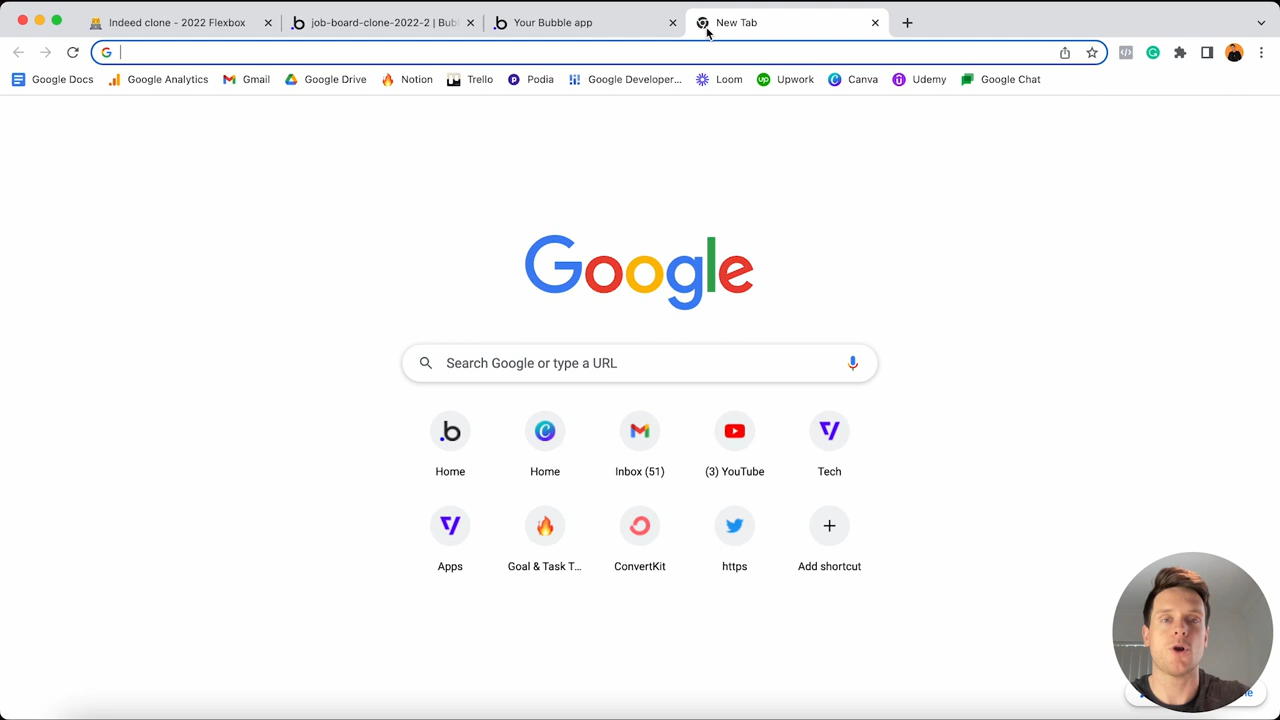 Indeed clone - 2022 Flexbox
job-board-clone-2022-2 | Bubl
Your Bubble app
New Tab
Google Docs
Google Analytics
Gmail
Google Drive
Notion
Trello
Podia
Google Developer...
Loom
Upwork
Canva
Udemy
Google Chat
Google
Search Google or type a URL
Home
Home
Inbox (51)
(3) YouTube
Tech
Apps
Goal & Task T...
ConvertKit
https
Add shortcut